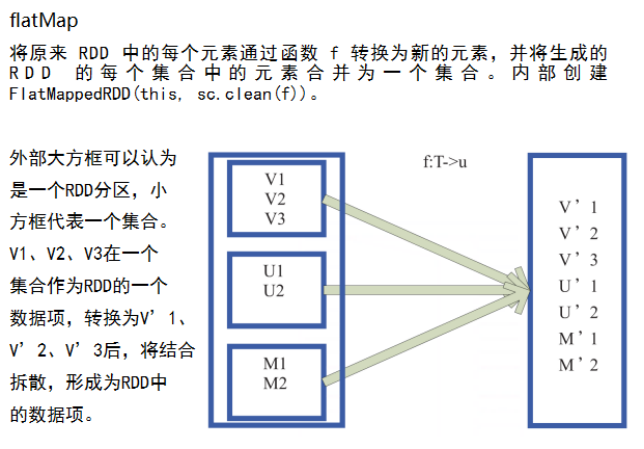 flatMap
将原来 RDD 中的每个元素通过函数 f 转换为新的元素，并将生成的
RDD 的每个集合中的元素合并为一个集合。内部创建
FlatMappedRDD(this, sc.clean(f))。
外部大方框可以认为
是一个RDD分区，小
方框代表一个集合。
V1、V2、V3在一个
集合作为RDD的一个
数据项，转换为V’1、
V’2、V’3后，将结合
拆散，形成为RDD中
的数据项。
V1
V2
V3
U1
U2
M1
M2
f:T->u
V’1
V’2
V’3
U’1
U’2
M’1
M’2